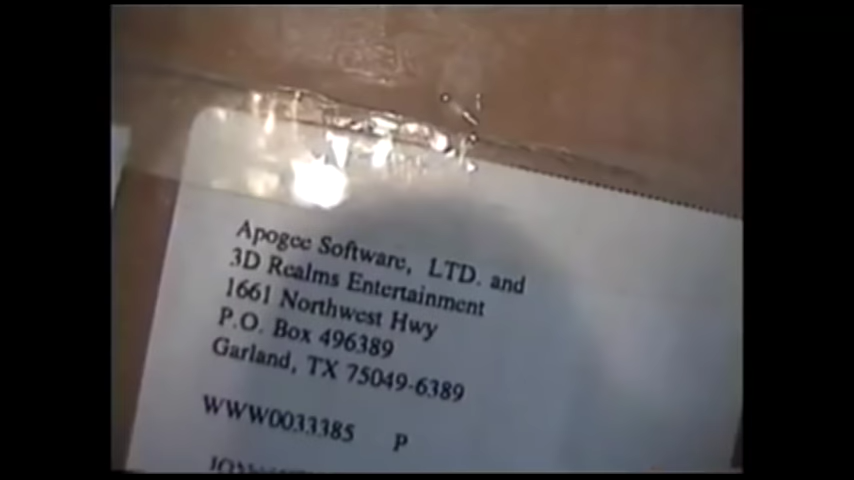 Apogee Software, LTD. and
3D Realms Entertainment
1661 Northwest Hwy
P.O. Box 496389
Garland, TX 75049-6389
WWW0033385 P